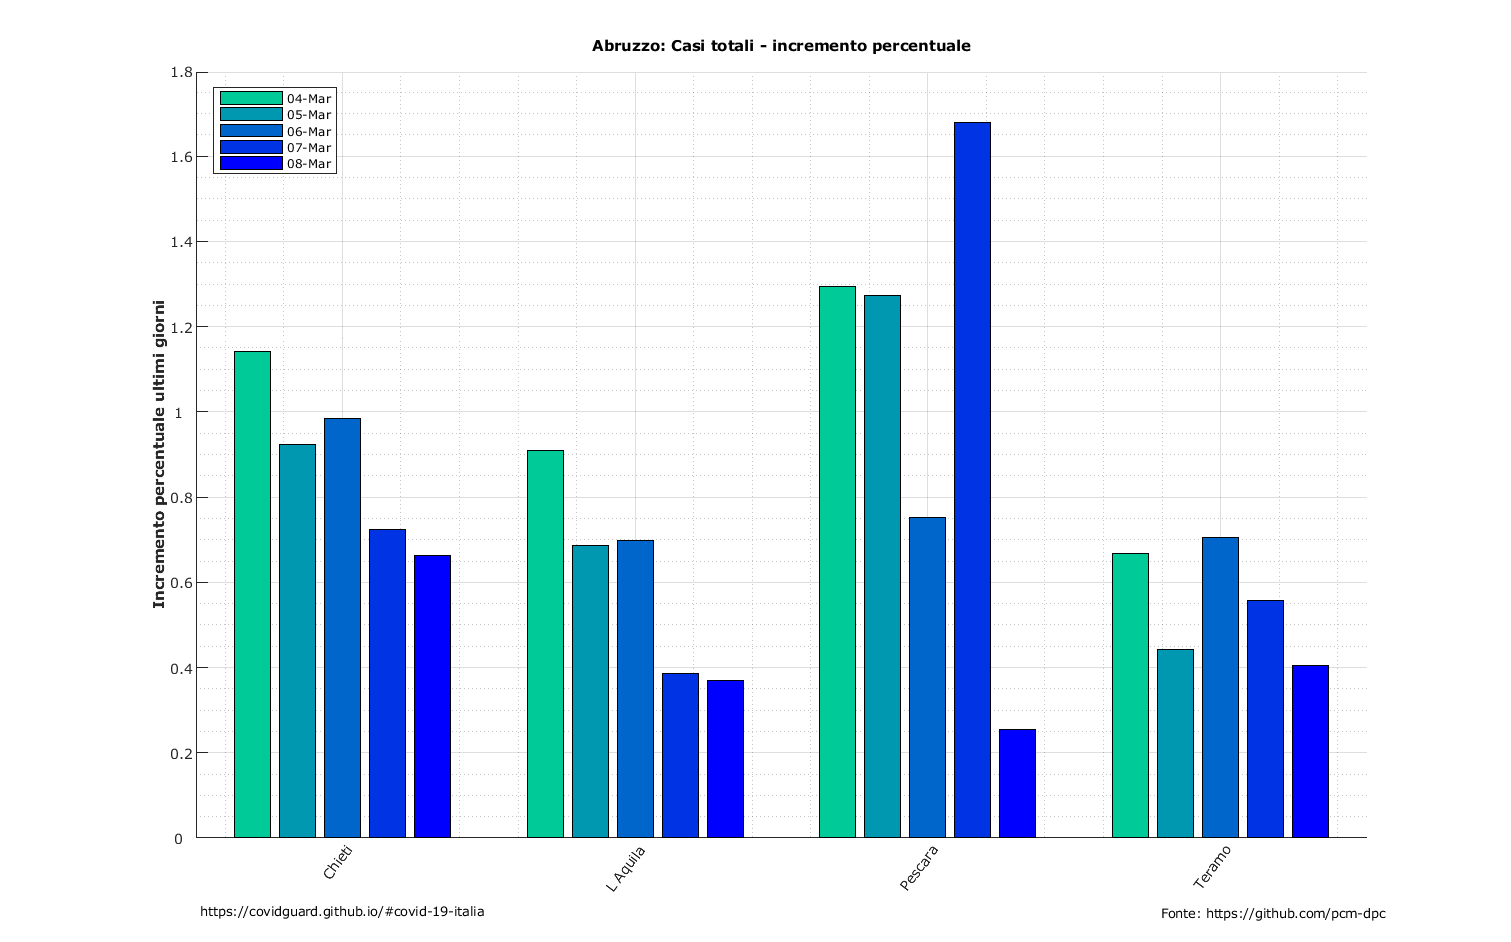 Abruzzo: Casi totali - incremento percentuale
1.8
1.6
1.4
1.2
1
0.8
0.6
0.4
0.2
0
Incremento percentuale ultimi giorni
04-Mar
05-Mar
06-Mar
07-Mar
08-Mar
Chieti
L Aquila
Pescara
Teramo
https://covidguard.github.io/#covid-19-italia
Fonte: https://github.com/pcm-dpc